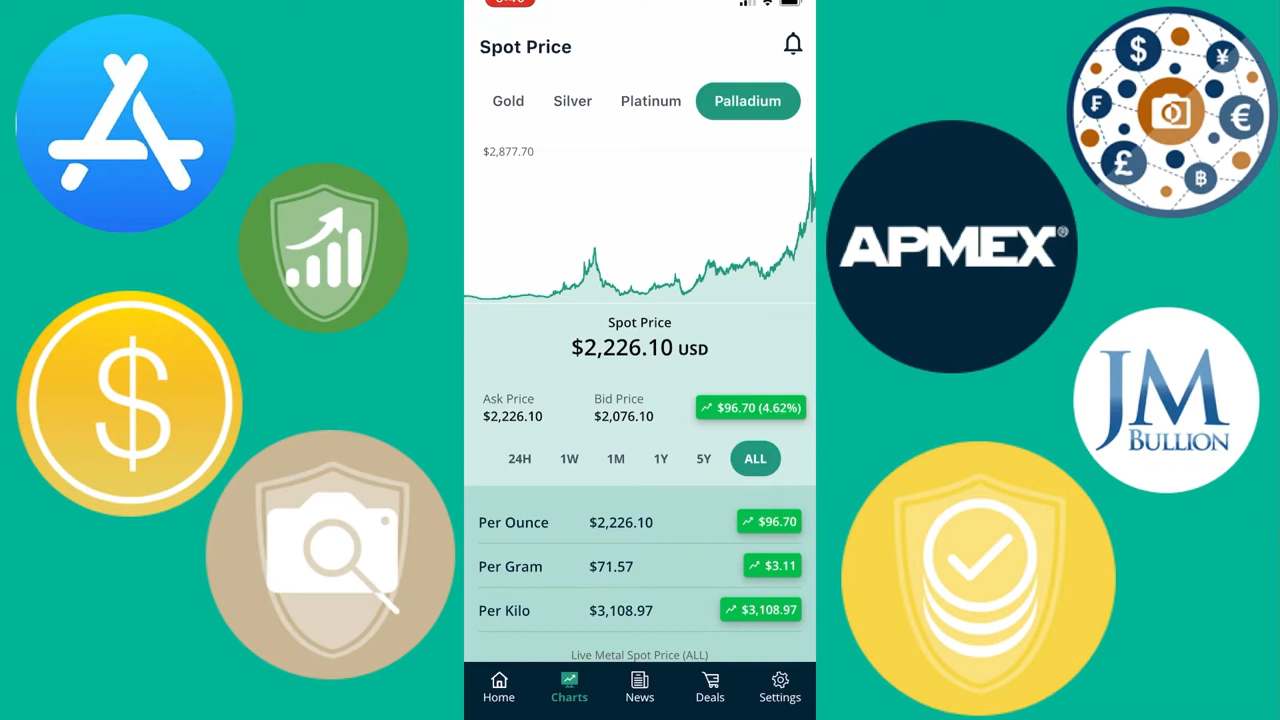 Spot Price
Gold Silver Platinum Palladium
$2,877.70
Spot Price
$2,226.10 USD
Ask Price Bid Price
$2,226.10 $2,076.10 $96.70 (4.62%)
24H 1W 1M 1Y 5Y ALL
Per Ounce $2,226.10 $96.70
Per Gram $71.57 $3.11
Per Kilo $3,108.97 $3,108.97
Live Metal Spot Price (ALL)
Home Charts News Deals Settings
$
$ ¥
₣ €
£ ฿
APMEX®
JM
BULLION